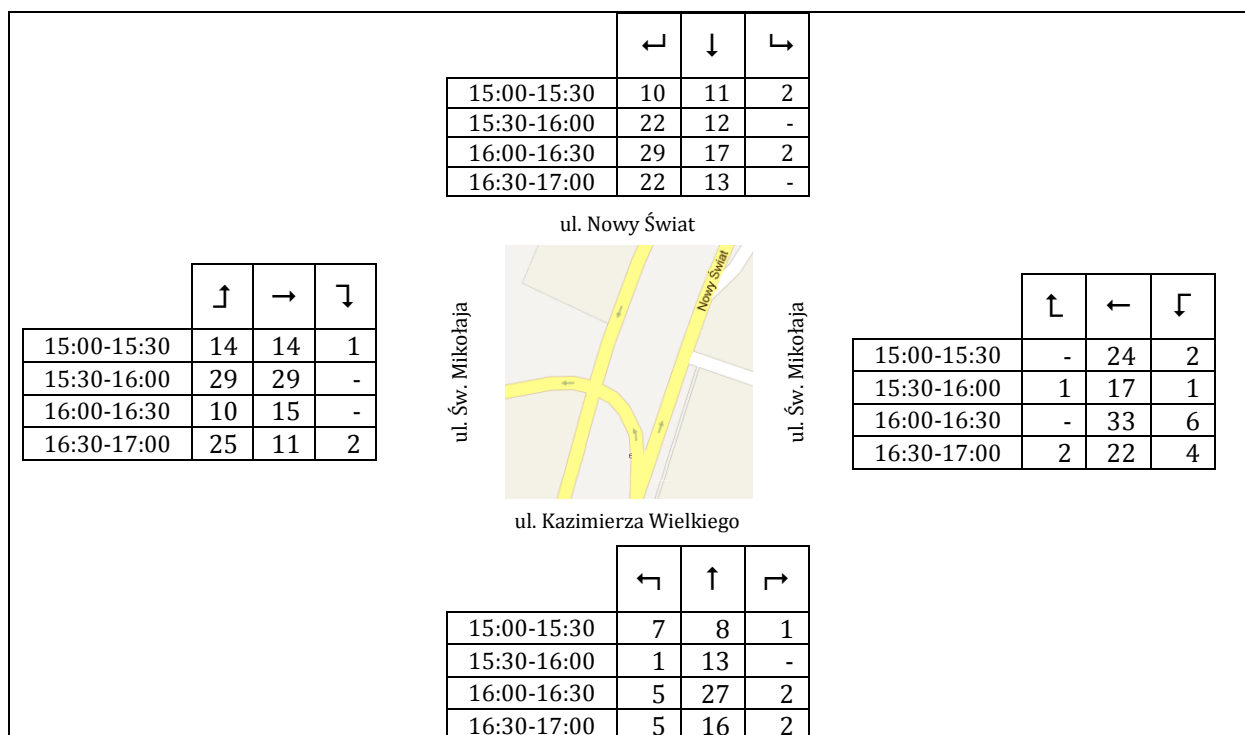 ↵ ↓ ↳
15:00-15:30 10 11 2
15:30-16:00 22 12 -
16:00-16:30 29 17 2
16:30-17:00 22 13 -
ul. Nowy Świat
↥ → ↴
15:00-15:30 14 14 1
15:30-16:00 29 29 -
16:00-16:30 10 15 -
16:30-17:00 25 11 2
ul. Św. Mikołaja
Nowy Świat
ul. Św. Mikołaja
15:00-15:30 - 24 2
15:30-16:00 1 17 1
16:00-16:30 - 33 6
16:30-17:00 2 22 4
ul. Kazimierza Wielkiego
↰ ↑ ↱
15:00-15:30 7 8 1
15:30-16:00 1 13 -
16:00-16:30 5 27 2
16:30-17:00 5 16 2